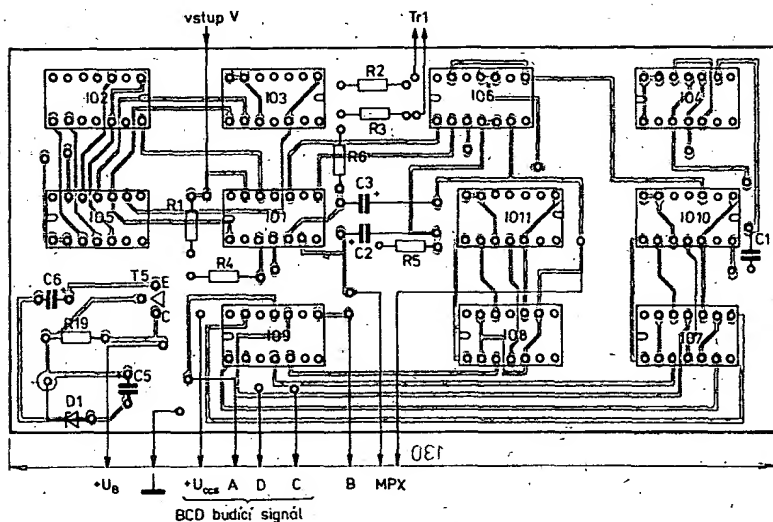 vstup V
Tr1
IO2
IO3
R2
IO6
IO4
R3
R6
IO5
R1
IO1
C3
IO11
IO10
C2
R5
C1
R4
C6
T5
E
R19
C
IO9
IO8
IO7
C5
D1
130
+UB
+Uccs A D C B MPX
BCD budící signál